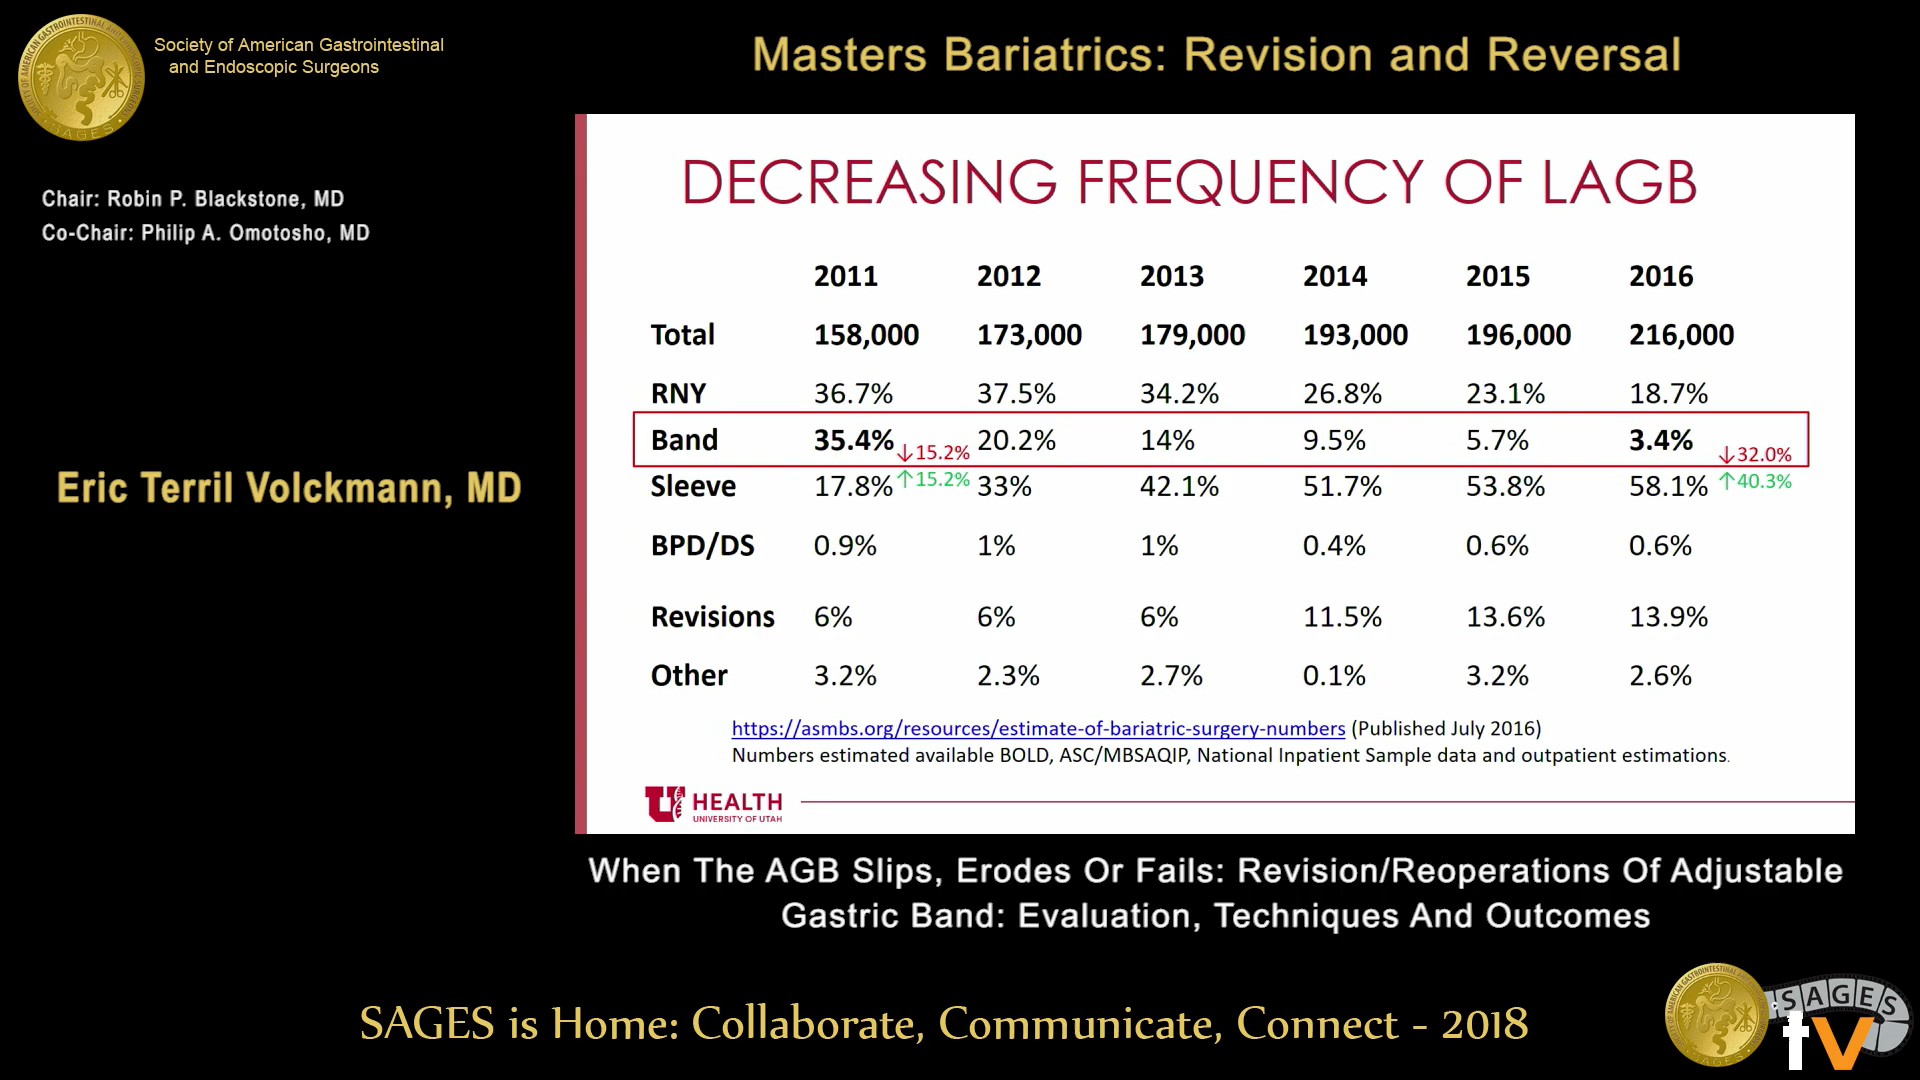 Society of American Gastrointestinal
and Endoscopic Surgeons
Masters Bariatrics: Revision and Reversal
Chair: Robin P. Blackstone, MD
Co-Chair: Philip A. Omotosho, MD
Eric Terril Volckmann, MD
DECREASING FREQUENCY OF LAGB
2011 2012 2013 2014 2015 2016
Total 158,000 173,000 179,000 193,000 196,000 216,000
RNY 36.7% 37.5% 34.2% 26.8% 23.1% 18.7%
Band 35.4% ↓15.2% 20.2% 14% 9.5% 5.7% 3.4% ↓32.0%
Sleeve 17.8% ↑15.2% 33% 42.1% 51.7% 53.8% 58.1% ↑40.3%
BPD/DS 0.9% 1% 1% 0.4% 0.6% 0.6%
Revisions 6% 6% 6% 11.5% 13.6% 13.9%
Other 3.2% 2.3% 2.7% 0.1% 3.2% 2.6%
https://asmbs.org/resources/estimate-of-bariatric-surgery-numbers (Published July 2016)
Numbers estimated available BOLD, ASC/MBSAQIP, National Inpatient Sample data and outpatient estimations.
U HEALTH
UNIVERSITY OF UTAH
When The AGB Slips, Erodes Or Fails: Revision/Reoperations Of Adjustable
Gastric Band: Evaluation, Techniques And Outcomes
SAGES is Home: Collaborate, Communicate, Connect - 2018
SAGES
tv